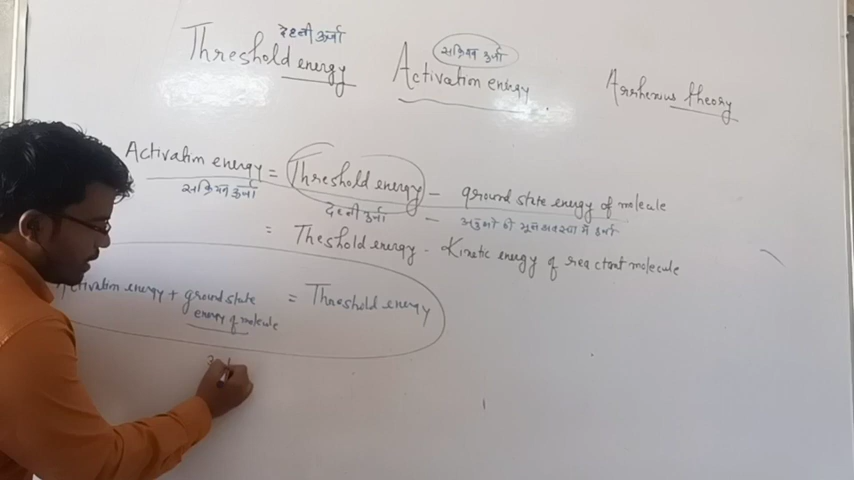 देहली ऊर्जा
Threshold energy
सक्रियण ऊर्जा
Activation energy
Arrhenius theory
Activation energy = Threshold energy - ground state energy of molecule
सक्रियण ऊर्जा देहली ऊर्जा - अणुओं की मूल अवस्था में ऊर्जा
= Theshold energy - Kinetic energy of reactant molecule
Activation energy + ground state energy of molecule = Threshold energy